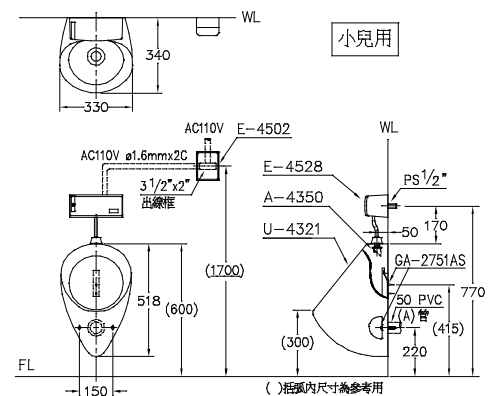 WL
小兒用
340
330
AC110V
E-4502
WL
AC110V ø1.6mmx2C
3 1/2"x2"
出線框
E-4528
PS 1/2"
A-4350
50
170
U-4321
GA-2751AS
(1700)
518
(600)
770
50 PVC
(A) 管
(415)
(300)
220
FL
150
( )括弧內尺寸為參考用